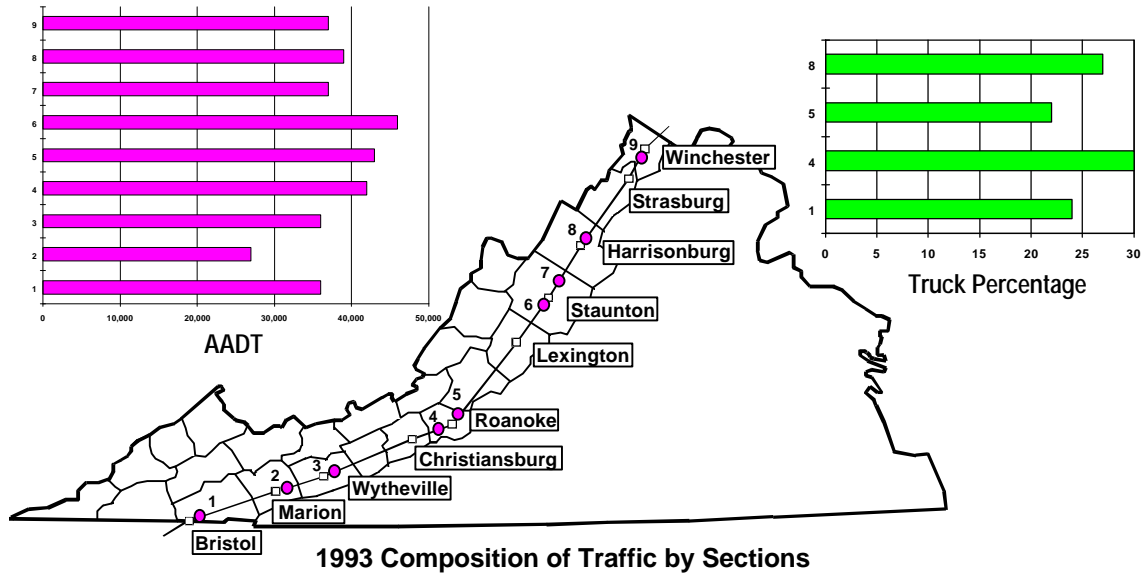 9
8
7
6
5
4
3
2
1
0 10,000 20,000 30,000 40,000 50,000
AADT
8
5
4
1
0 5 10 15 20 25 30
Truck Percentage
9
Winchester
Strasburg
8
Harrisonburg
7
6
Staunton
Lexington
5
Roanoke
4
Christiansburg
3
Wytheville
2
Marion
1
Bristol
1993 Composition of Traffic by Sections